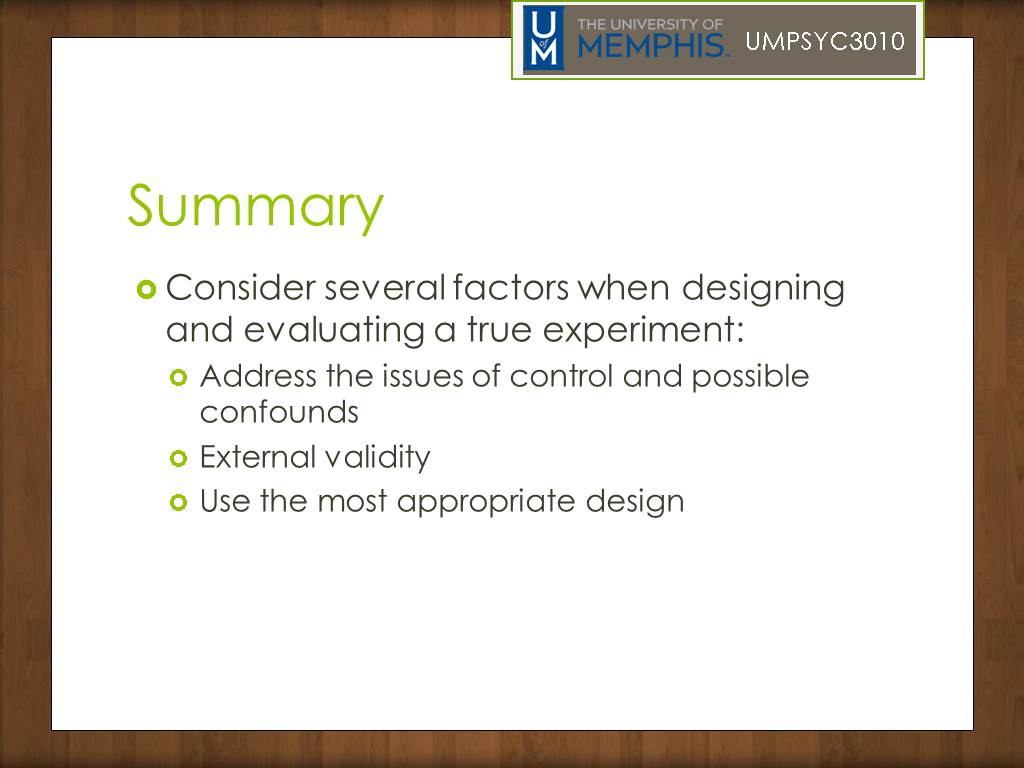 U
of
M
THE UNIVERSITY OF
MEMPHIS™
UMPSYC3010
Summary
Consider several factors when designing
and evaluating a true experiment:
Address the issues of control and possible
confounds
External validity
Use the most appropriate design